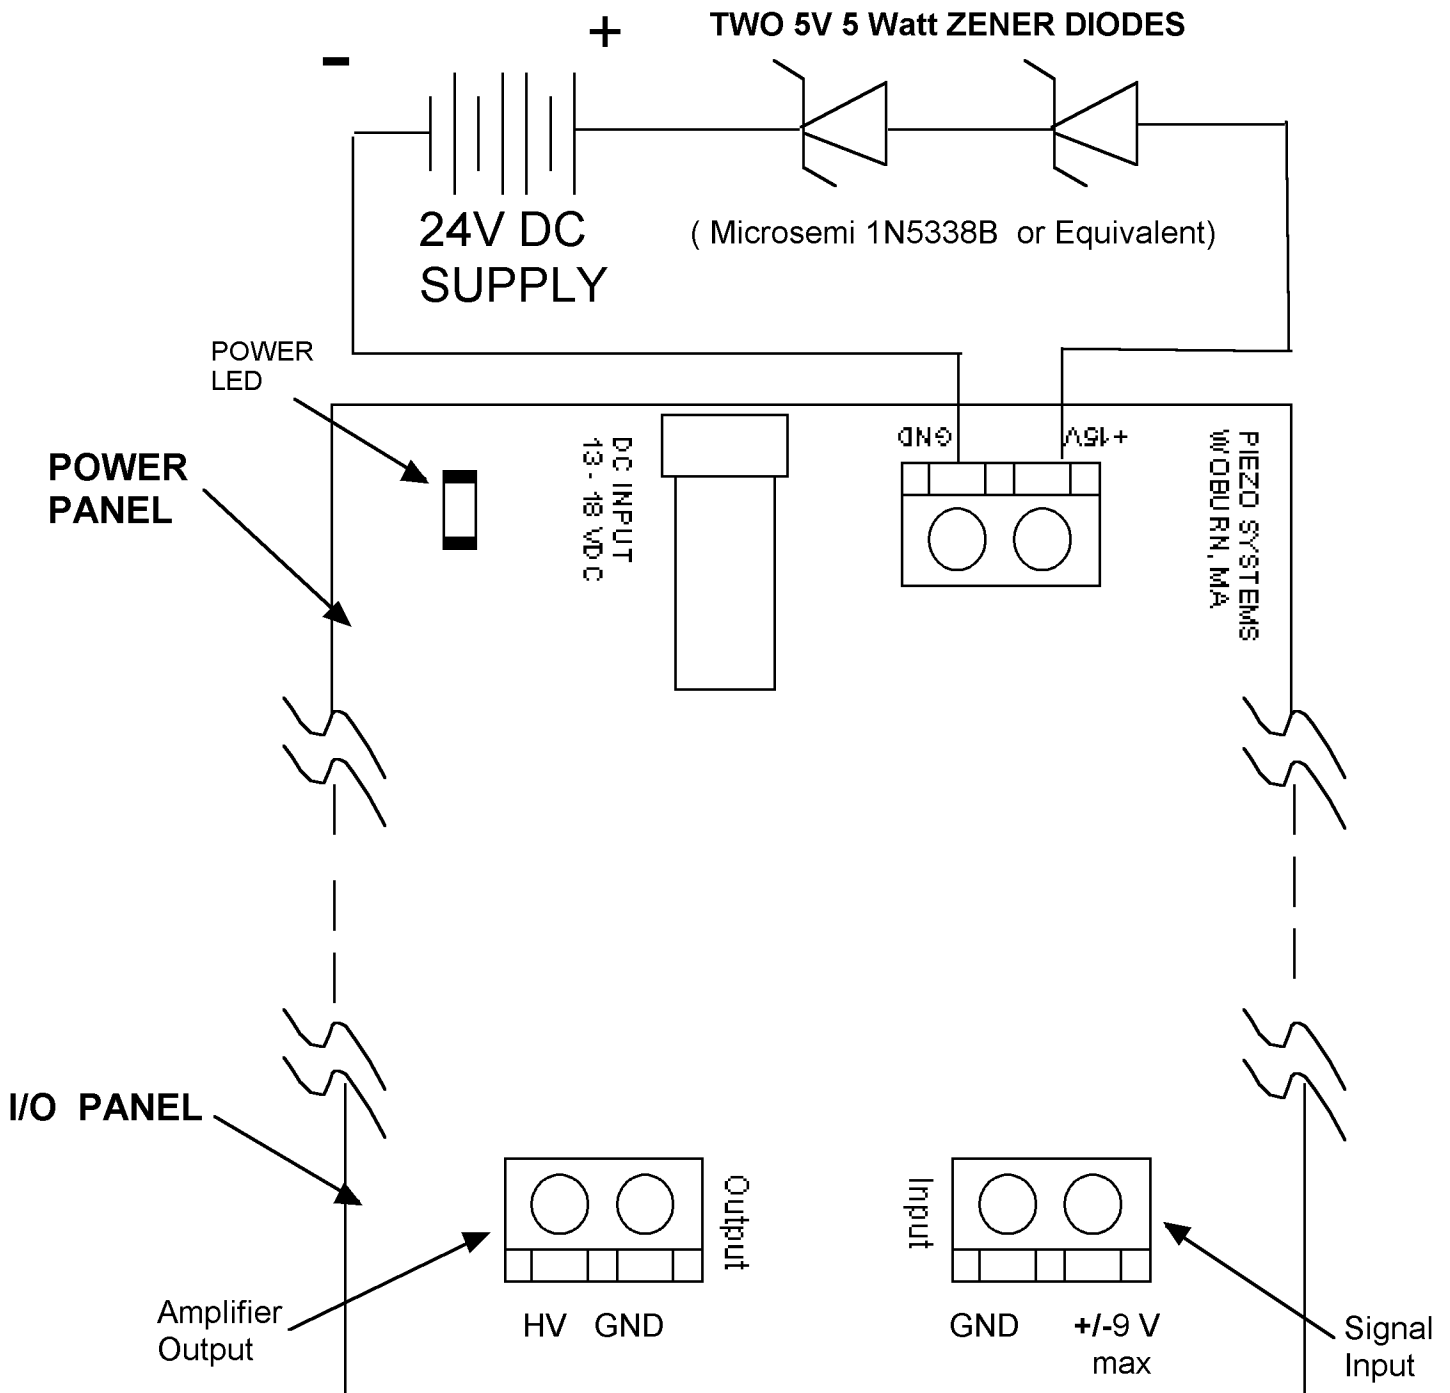 TWO 5V 5 Watt ZENER DIODES
- +
24V DC
SUPPLY
( Microsemi 1N5338B or Equivalent)
POWER
LED
POWER
PANEL
DC INPUT
13 - 18 VDC
GND
+15V
PIEZO SYSTEMS
WOBURN, MA
I/O PANEL
Output
Input
Amplifier
Output
HV GND
GND +/-9 V
max
Signal
Input